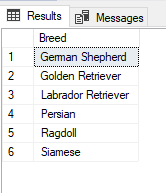 Results Messages
Breed
1 German Shepherd
2 Golden Retriever
3 Labrador Retriever
4 Persian
5 Ragdoll
6 Siamese